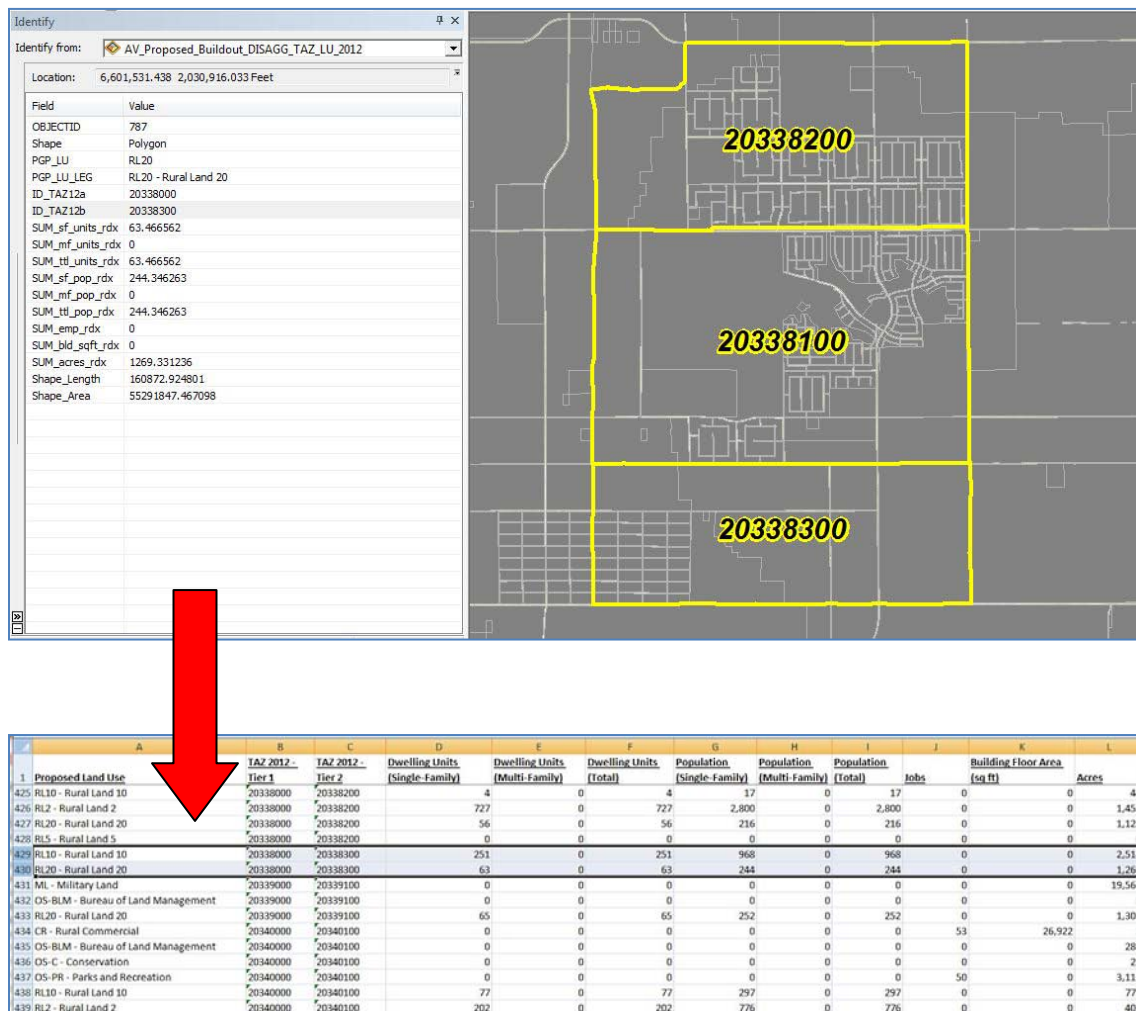 Identify
Identify from: AV_Proposed_Buildout_DISAGG_TAZ_LU_2012
Location: 6,601,531.438 2,030,916.033 Feet
Field Value
OBJECTID 787
Shape Polygon
PGP_LU RL20
PGP_LU_LEG RL20 - Rural Land 20
ID_TAZ12a 20338000
ID_TAZ12b 20338300
SUM_sf_units_rdx 63.466562
SUM_mf_units_rdx 0
SUM_ttl_units_rdx 63.466562
SUM_sf_pop_rdx 244.346263
SUM_mf_pop_rdx 0
SUM_ttl_pop_rdx 244.346263
SUM_emp_rdx 0
SUM_bld_sqft_rdx 0
SUM_acres_rdx 1269.331236
Shape_Length 160872.924801
Shape_Area 55291847.467098
20338200
20338100
20338300
A B C D E F G H I J K L
TAZ 2012 - TAZ 2012 - Dwelling Units Dwelling Units Dwelling Units Population Population Population Building Floor Area
1 Proposed Land Use Tier 1 Tier 2 (Single-Family) (Multi-Family) (Total) (Single-Family) (Multi-Family) (Total) Jobs (sq ft) Acres
425 RL10 - Rural Land 10 20338000 20338200 4 0 4 17 0 17 0 0 4
426 RL2 - Rural Land 2 20338000 20338200 727 0 727 2,800 0 2,800 0 0 1,45
427 RL20 - Rural Land 20 20338000 20338200 56 0 56 216 0 216 0 0 1,12
428 RL5 - Rural Land 5 20338000 20338200 0 0 0 0 0 0 0 0
429 RL10 - Rural Land 10 20338000 20338300 251 0 251 968 0 968 0 0 2,51
430 RL20 - Rural Land 20 20338000 20338300 63 0 63 244 0 244 0 0 1,26
431 ML - Military Land 20339000 20339100 0 0 0 0 0 0 0 0 19,56
432 OS-BLM - Bureau of Land Management 20339000 20339100 0 0 0 0 0 0 0 0
433 RL20 - Rural Land 20 20339000 20339100 65 0 65 252 0 252 0 0 1,30
434 CR - Rural Commercial 20340000 20340100 0 0 0 0 0 0 53 26,922
435 OS-BLM - Bureau of Land Management 20340000 20340100 0 0 0 0 0 0 0 0 28
436 OS-C - Conservation 20340000 20340100 0 0 0 0 0 0 0 0 2
437 OS-PR - Parks and Recreation 20340000 20340100 0 0 0 0 0 0 50 0 3,11
438 RL10 - Rural Land 10 20340000 20340100 77 0 77 297 0 297 0 0 77
439 RL2 - Rural Land 2 20340000 20340100 202 0 202 776 0 776 0 0 40